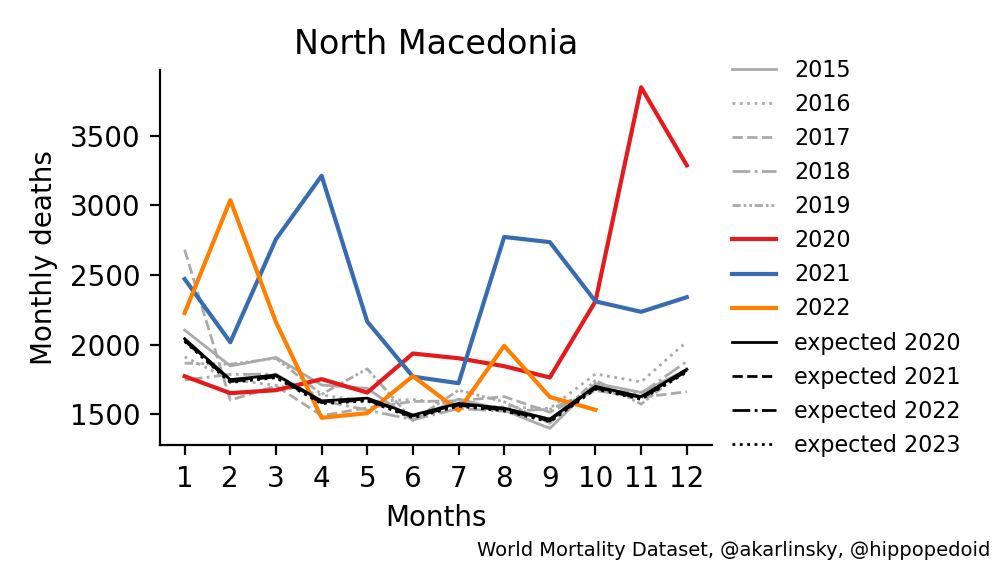 North Macedonia
Monthly deaths
3500
3000
2500
2000
1500
1 2 3 4 5 6 7 8 9 10 11 12
Months
2015
2016
2017
2018
2019
2020
2021
2022
expected 2020
expected 2021
expected 2022
expected 2023
World Mortality Dataset, @akarlinsky, @hippopedoid